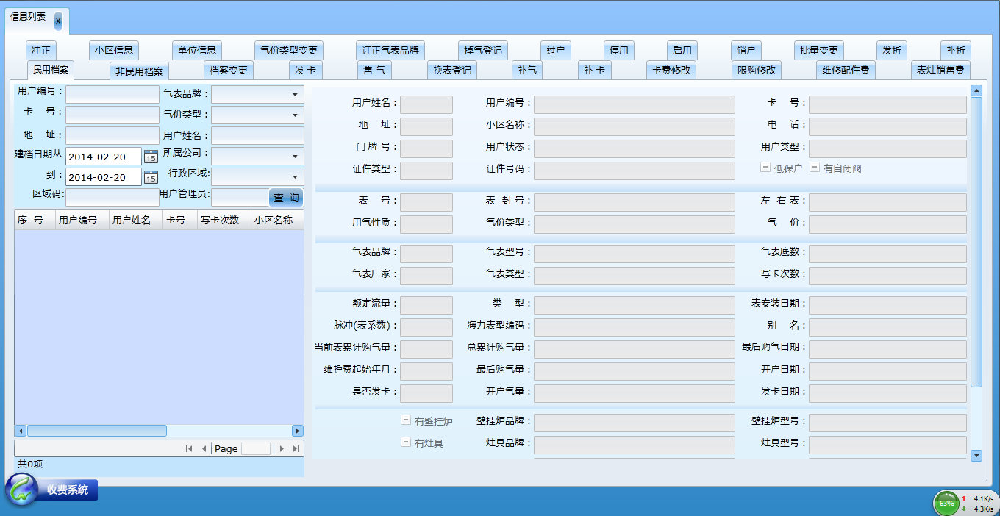 信息列表 X
冲正 小区信息 单位信息 气价类型变更 订正气表品牌 掉气登记 过户 停用 启用 销户 批量变更 发折 补折
民用档案 非民用档案 档案变更 发 卡 售 气 换表登记 补气 补 卡 卡费修改 限购修改 维修配件费 表灶销售费
用户编号: 气表品牌:
卡 号: 气价类型:
地 址: 用户姓名:
建档日期从 2014-02-20 15 所属公司:
到: 2014-02-20 15 行政区域:
区域码: 用户管理员: 查 询
序 号 用户编号 用户姓名 卡号 写卡次数 小区名称
Page
共0项
用户姓名: 用户编号: 卡 号:
地 址: 小区名称: 电 话:
门 牌 号: 用户状态: 用户类型:
证件类型: 证件号码: 低保户 有自闭阀
表 号: 表 封 号: 左 右 表:
用气性质: 气价类型: 气 价:
气表品牌: 气表型号: 气表底数:
气表厂家: 气表类型: 写卡次数:
额定流量: 类 型: 表安装日期:
脉冲(表系数): 海力表型编码: 别 名:
当前表累计购气量: 总累计购气量: 最后购气日期:
维护费起始年月: 最后购气量: 开户日期:
是否发卡: 开户气量: 发卡日期:
有壁挂炉 壁挂炉品牌: 壁挂炉型号:
有灶具 灶具品牌: 灶具型号:
收费系统
63% 4.1K/s
4.3K/s